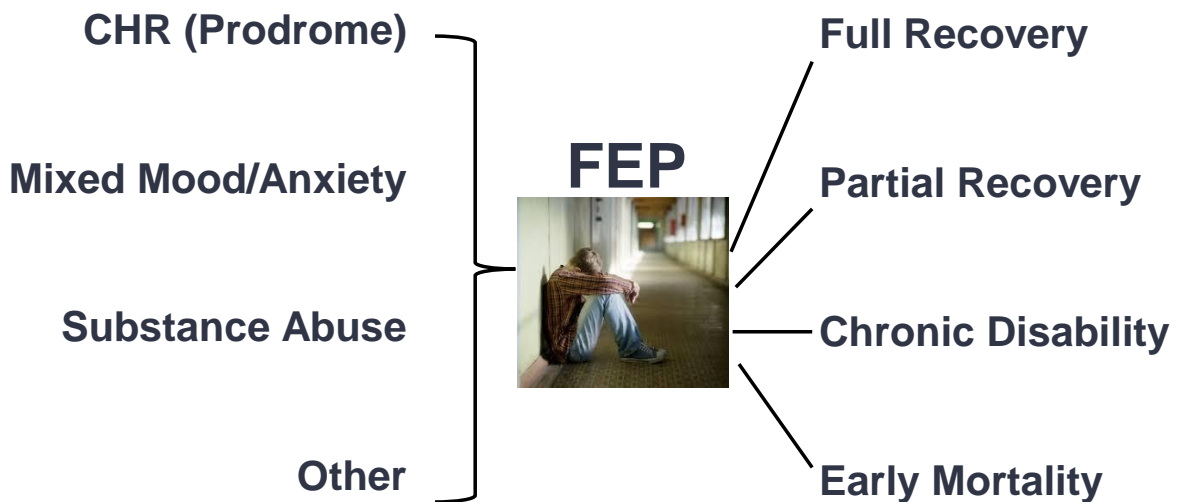 CHR (Prodrome)
Mixed Mood/Anxiety
Substance Abuse
Other
FEP
Full Recovery
Partial Recovery
Chronic Disability
Early Mortality